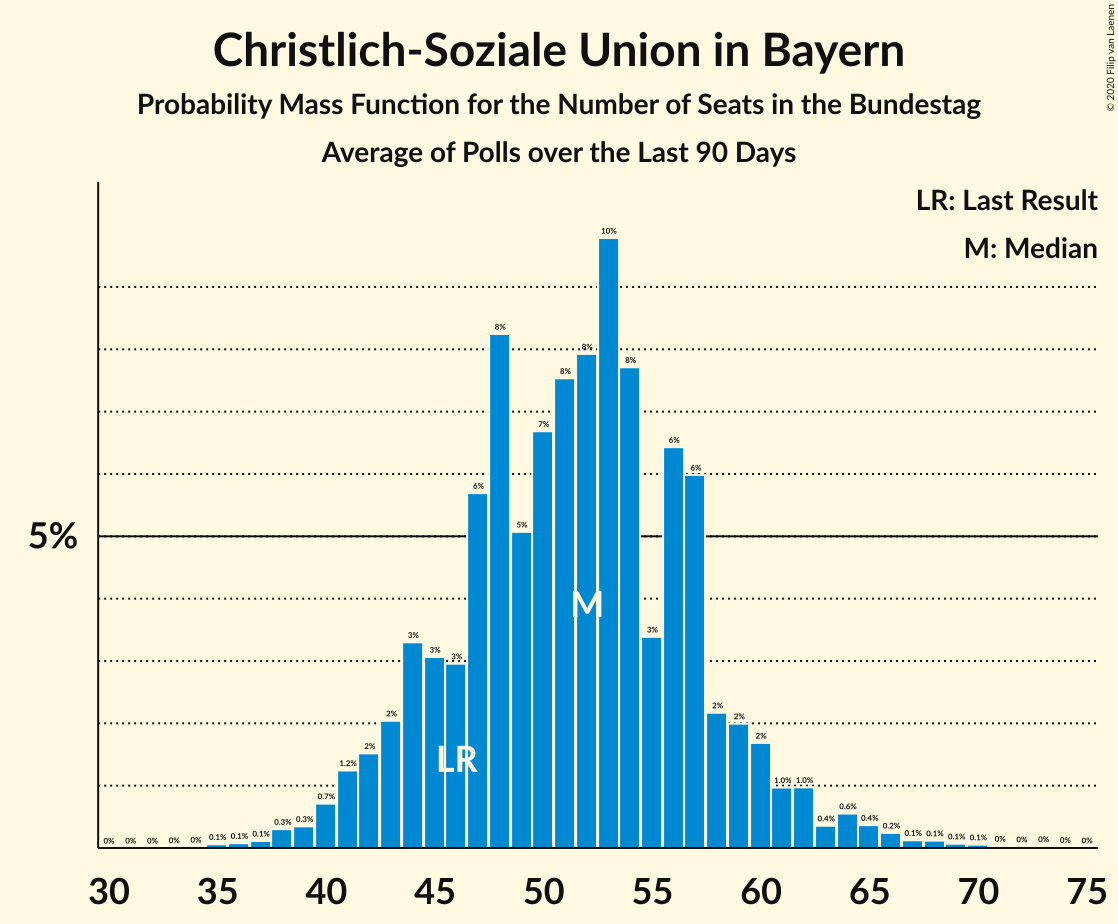 © 2020 Filip van Laenen
Christlich-Soziale Union in Bayern
Probability Mass Function for the Number of Seats in the Bundestag
Average of Polls over the Last 90 Days
LR: Last Result
M: Median
5%
0% 0% 0% 0% 0% 0.1% 0.1% 0.1% 0.3% 0.3% 0.7% 1.2% 2% 2% 3% 3% 3% 6% 8% 5% 7% 8% 8% 10% 8% 3% 6% 6% 2% 2% 2% 1.0% 1.0% 0.4% 0.6% 0.4% 0.2% 0.1% 0.1% 0.1% 0.1% 0% 0% 0% 0% 0%
M
LR
30 35 40 45 50 55 60 65 70 75